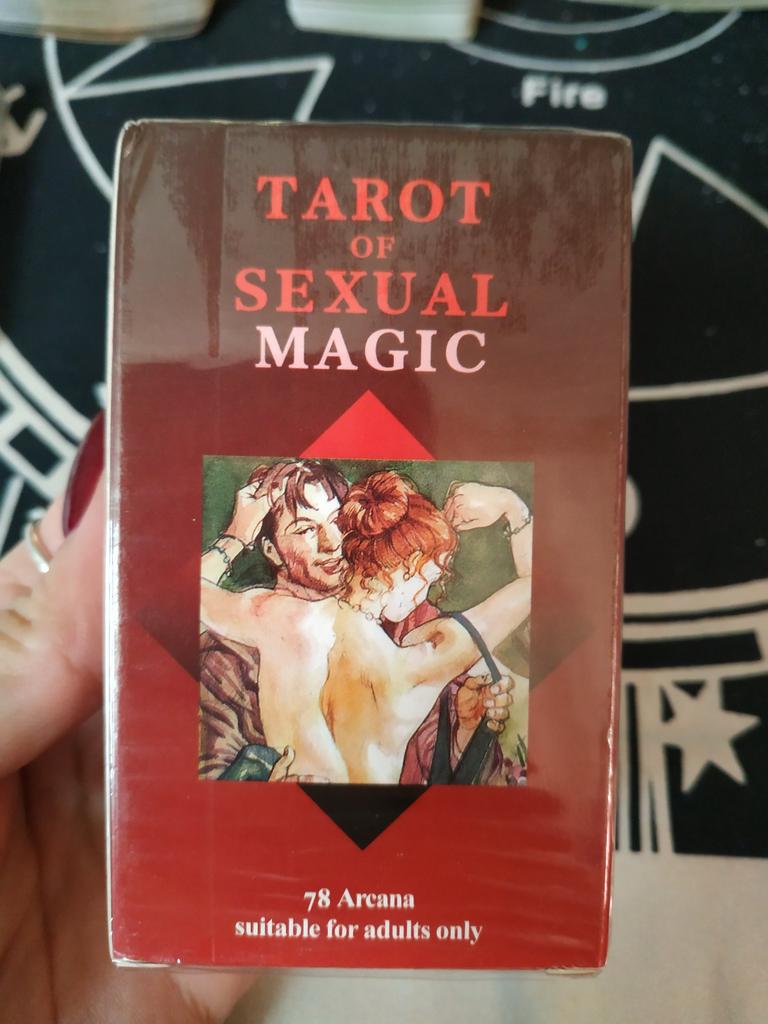 Fire
TAROT
OF
SEXUAL
MAGIC
78 Arcana
suitable for adults only